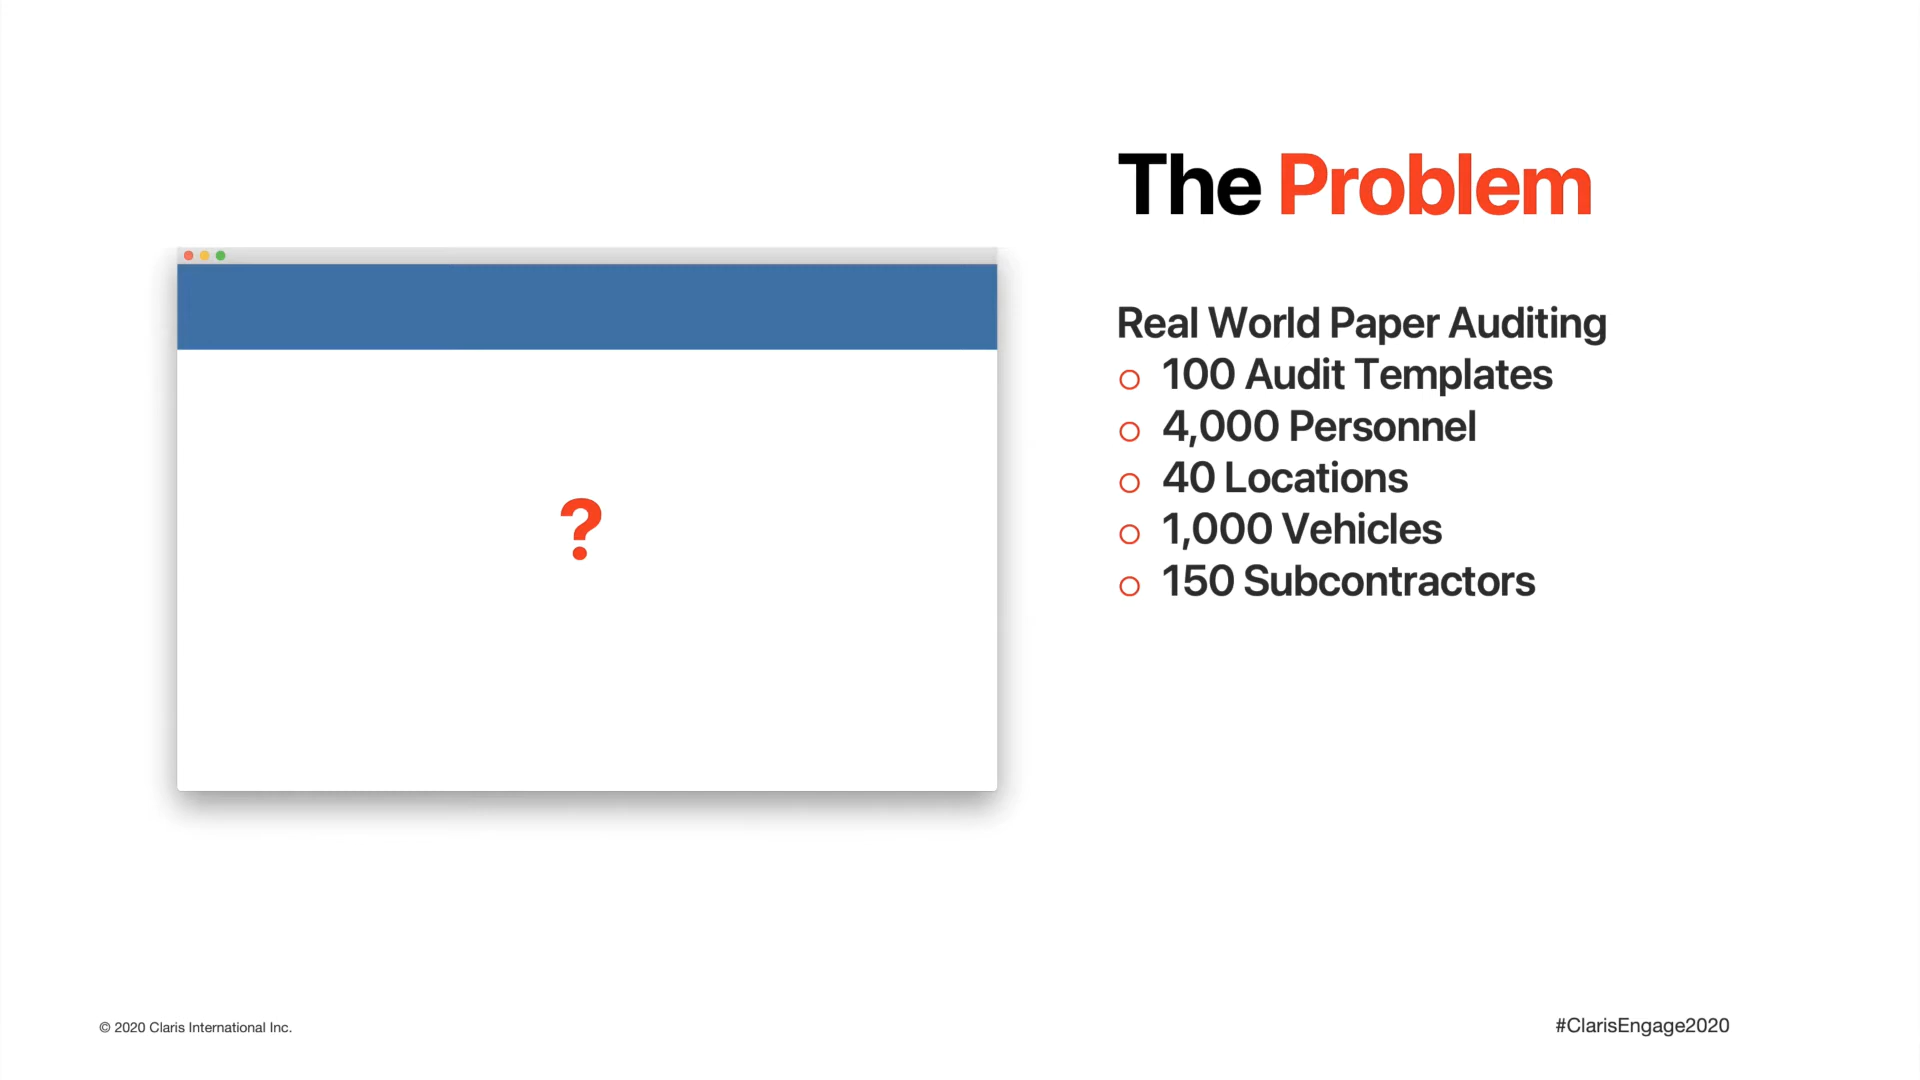 The Problem
Real World Paper Auditing
100 Audit Templates
4,000 Personnel
40 Locations
1,000 Vehicles
150 Subcontractors
?
© 2020 Claris International Inc.
#ClarisEngage2020